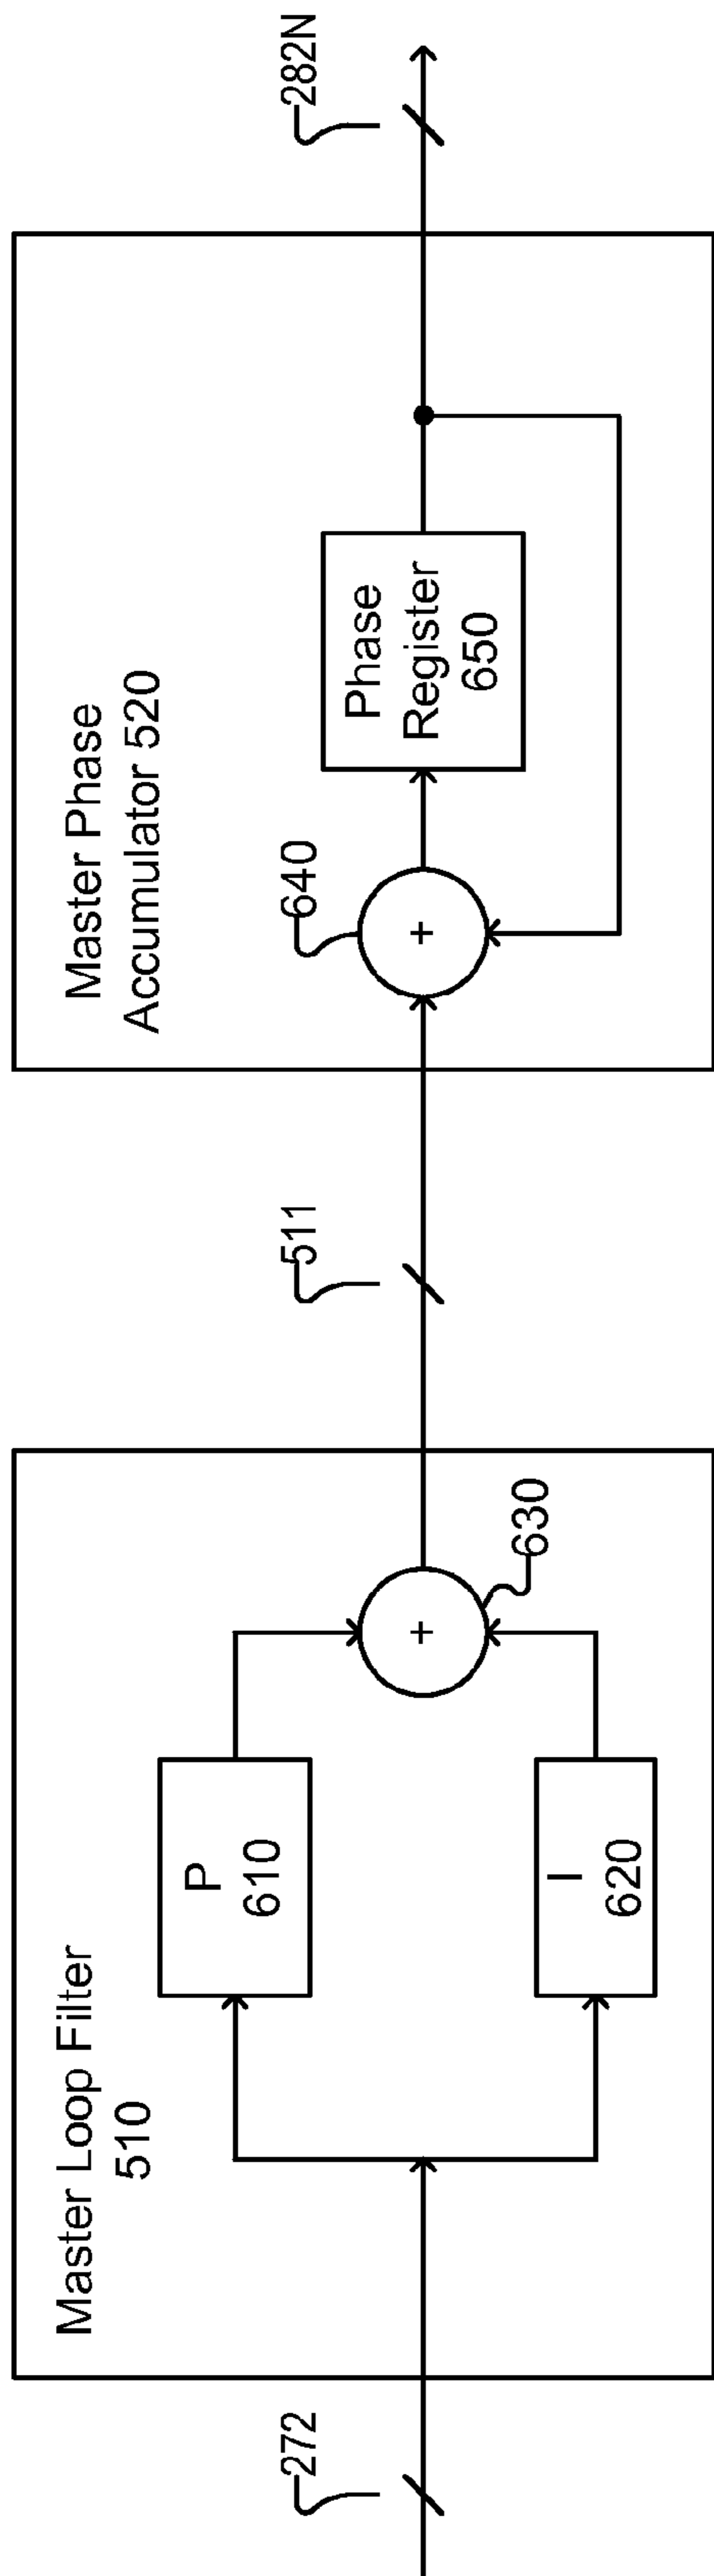 272
Master Loop Filter
510
P
610
I
620
+
630
511
Master Phase
Accumulator 520
640
+
Phase
Register
650
282N